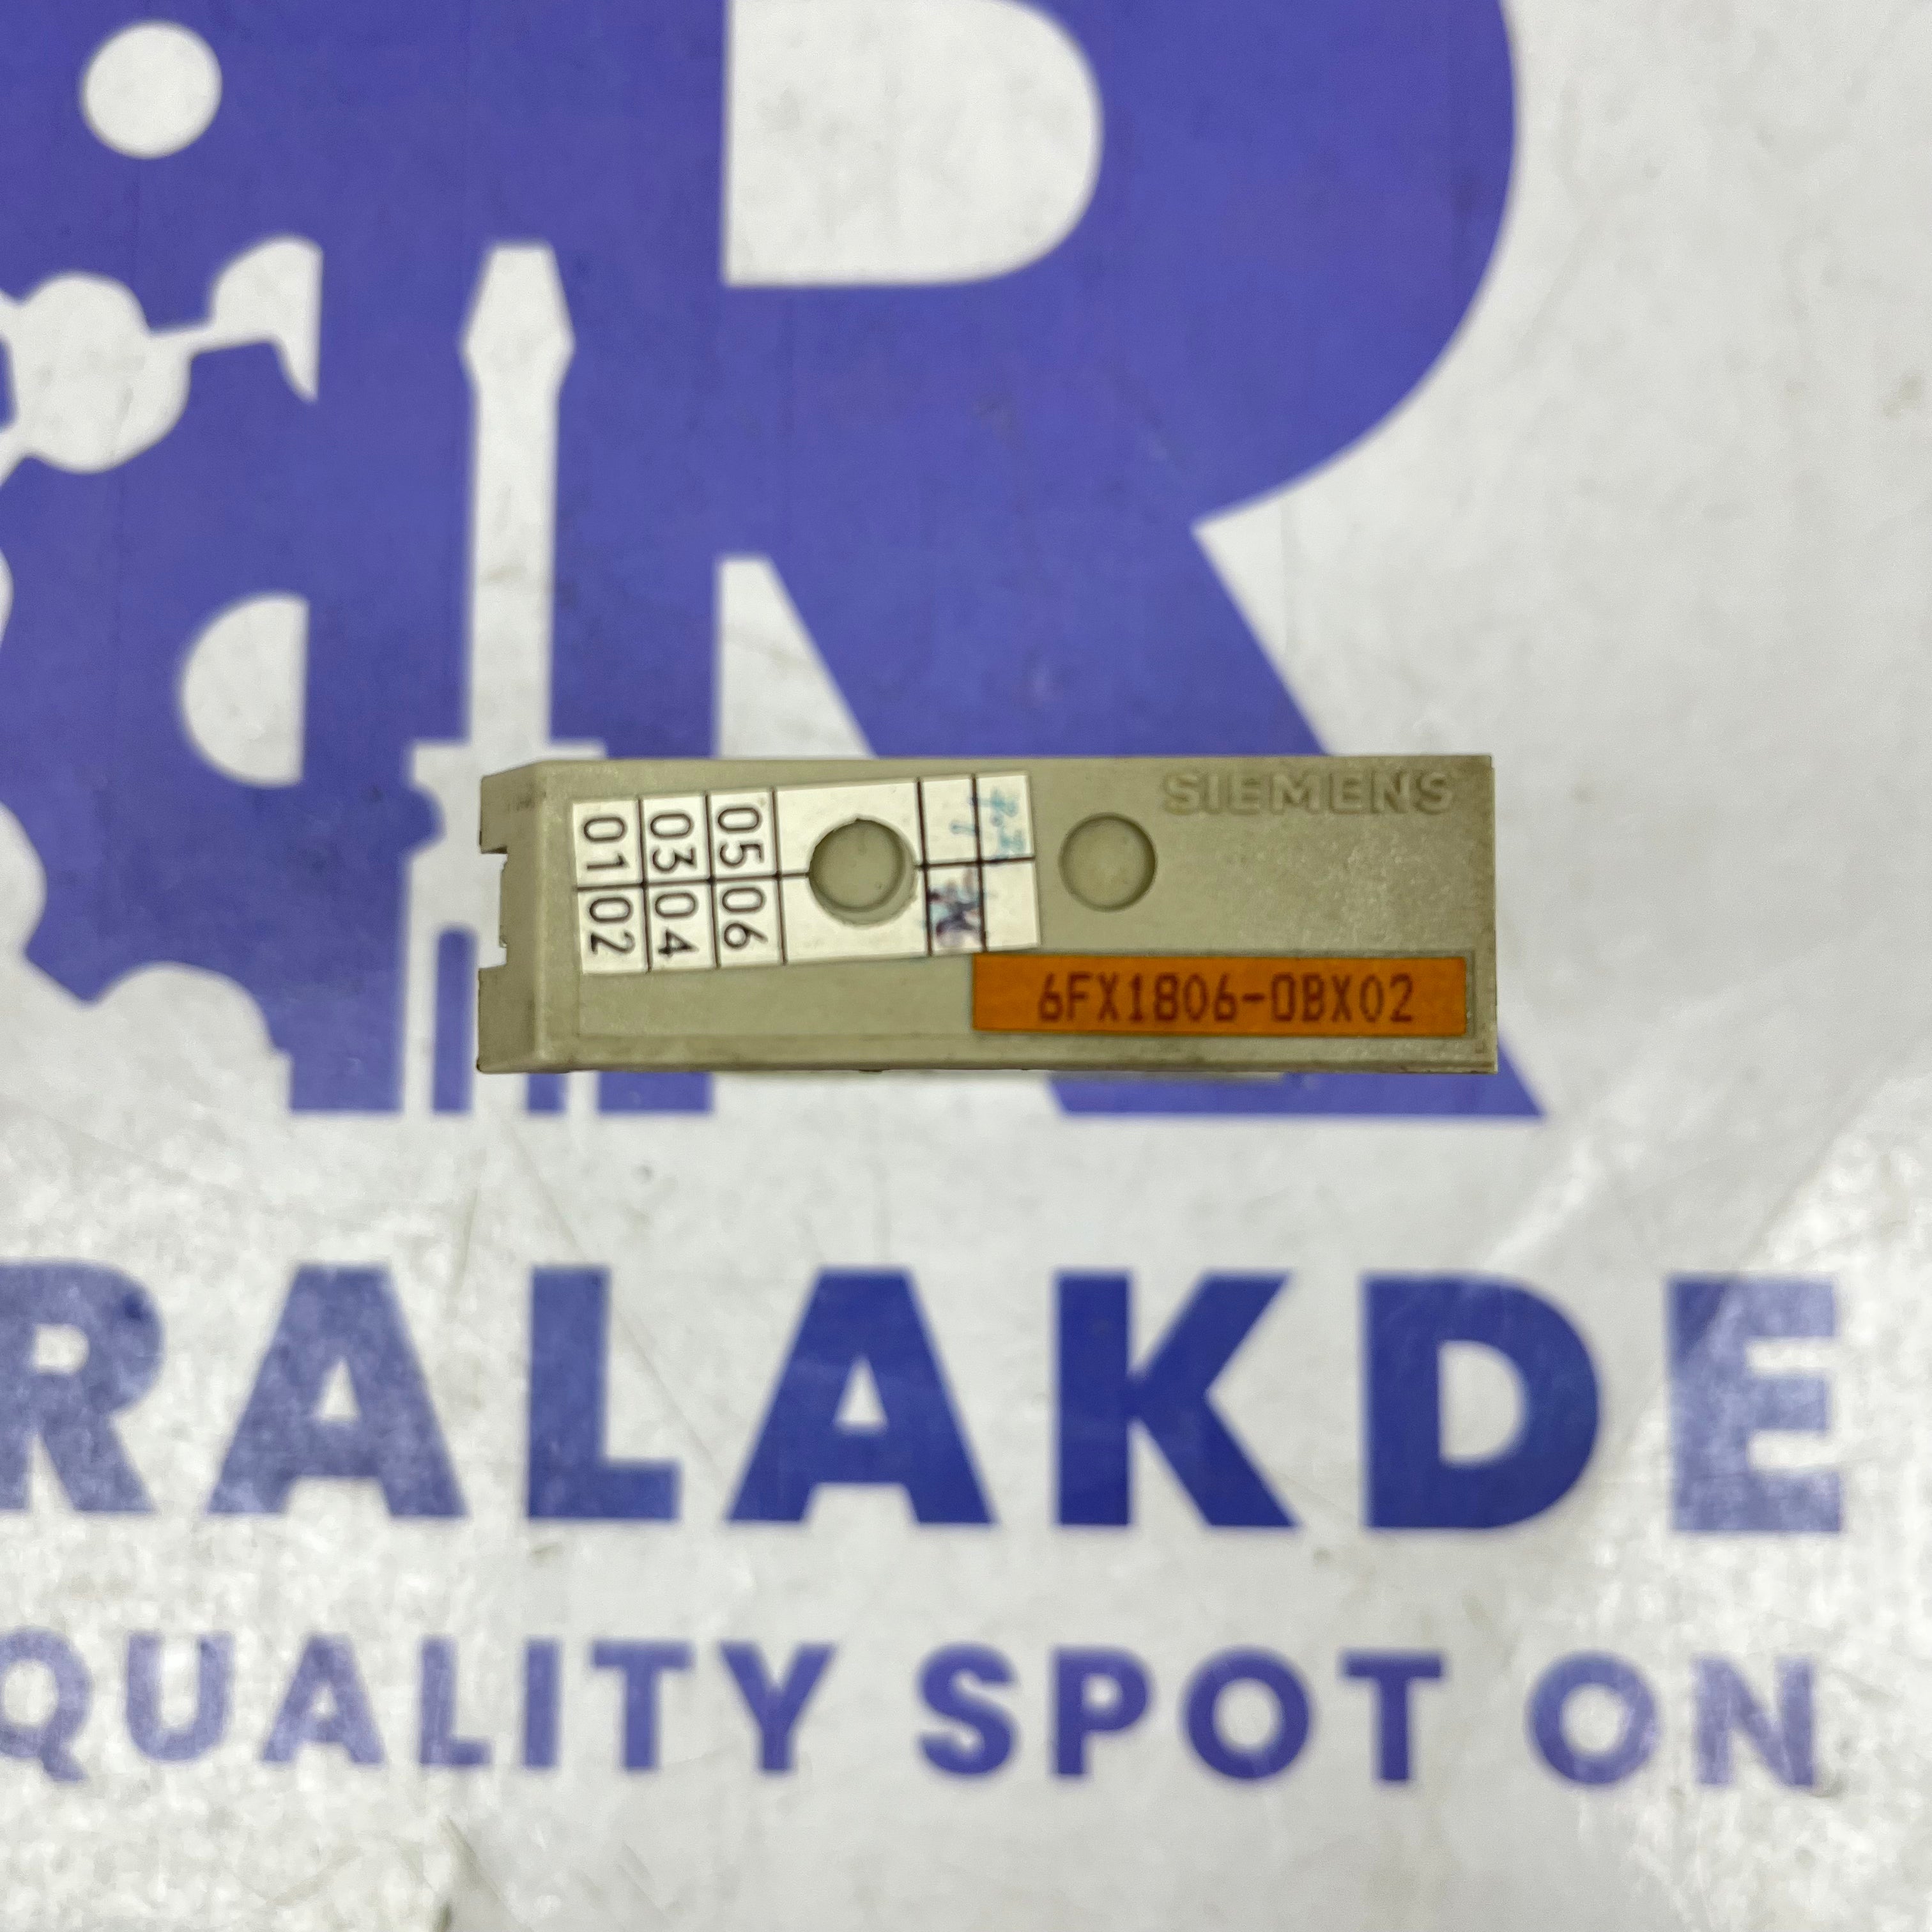 R
SIEMENS
01 03 05
02 04 06
6FX1806-0BX02
RALAKDE
QUALITY SPOT ON